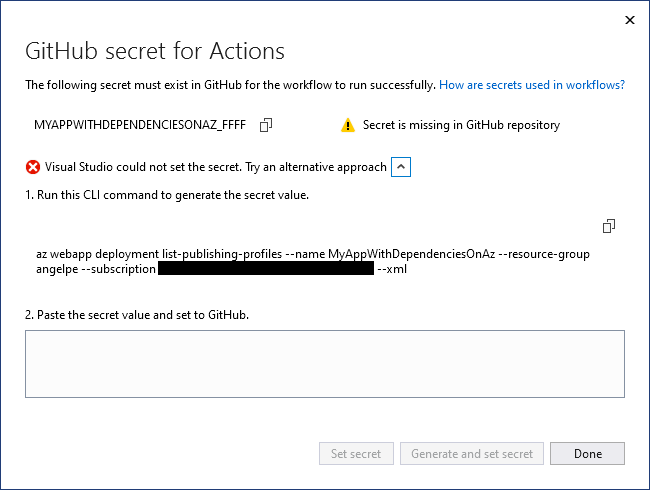 GitHub secret for Actions
The following secret must exist in GitHub for the workflow to run successfully. How are secrets used in workflows?
MYAPPWITHDEPENDENCIESONAZ_FFFF Secret is missing in GitHub repository
Visual Studio could not set the secret. Try an alternative approach
1. Run this CLI command to generate the secret value.
az webapp deployment list-publishing-profiles --name MyAppWithDependenciesOnAz --resource-group
angelpe --subscription --xml
2. Paste the secret value and set to GitHub.
Set secret Generate and set secret Done